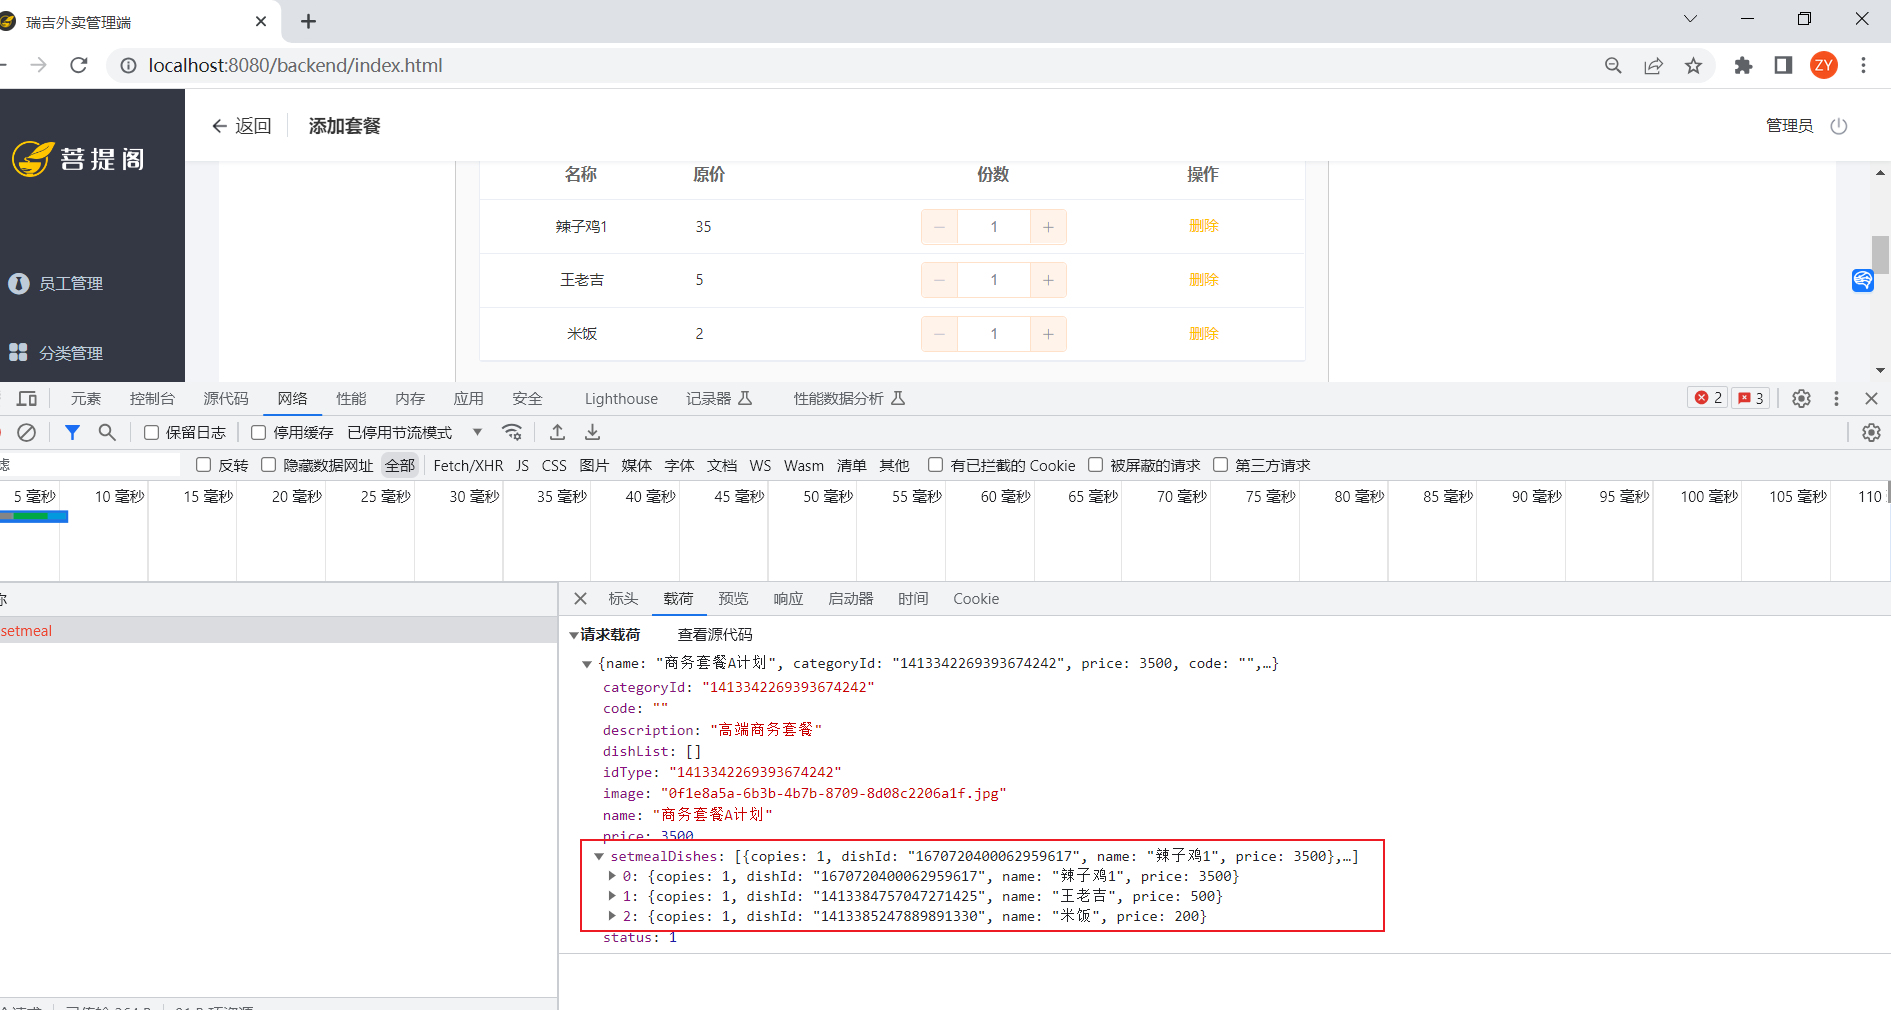 瑞吉外卖管理端
localhost:8080/backend/index.html
ZY
菩提阁
返回 添加套餐 管理员
名称 原价 份数 操作
辣子鸡1 35 1 删除
王老吉 5 1 删除
米饭 2 1 删除
员工管理
分类管理
元素 控制台 源代码 网络 性能 内存 应用 安全 Lighthouse 记录器 性能数据分析 2 3
保留日志 停用缓存 已停用节流模式
滤 反转 隐藏数据网址 全部 Fetch/XHR JS CSS 图片 媒体 字体 文档 WS Wasm 清单 其他 有已拦截的 Cookie 被屏蔽的请求 第三方请求
5 毫秒 10 毫秒 15 毫秒 20 毫秒 25 毫秒 30 毫秒 35 毫秒 40 毫秒 45 毫秒 50 毫秒 55 毫秒 60 毫秒 65 毫秒 70 毫秒 75 毫秒 80 毫秒 85 毫秒 90 毫秒 95 毫秒 100 毫秒 105 毫秒 110
称 标头 载荷 预览 响应 启动器 时间 Cookie
setmeal
请求载荷 查看源代码
{name: "商务套餐A计划", categoryId: "1413342269393674242", price: 3500, code: "",…}
categoryId: "1413342269393674242"
code: ""
description: "高端商务套餐"
dishList: []
idType: "1413342269393674242"
image: "0f1e8a5a-6b3b-4b7b-8709-8d08c2206a1f.jpg"
name: "商务套餐A计划"
price: 3500
setmealDishes: [{copies: 1, dishId: "1670720400062959617", name: "辣子鸡1", price: 3500},…]
0: {copies: 1, dishId: "1670720400062959617", name: "辣子鸡1", price: 3500}
1: {copies: 1, dishId: "1413384757047271425", name: "王老吉", price: 500}
2: {copies: 1, dishId: "1413385247889891330", name: "米饭", price: 200}
status: 1